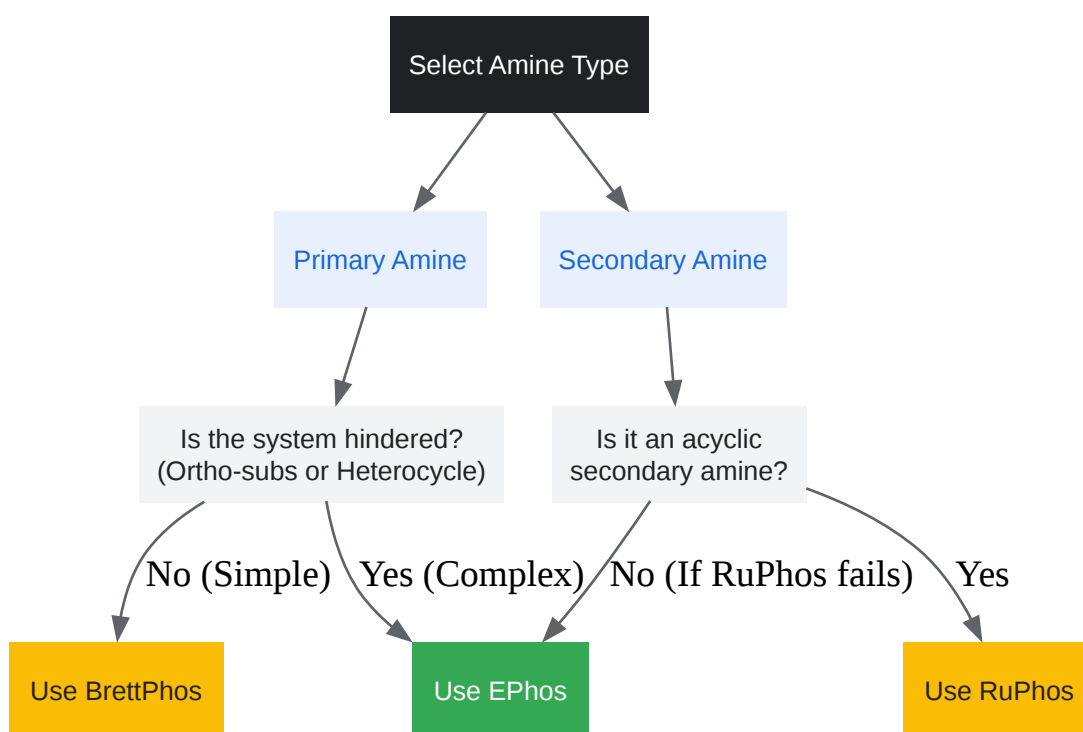 Select Amine Type
Primary Amine
Secondary Amine
Is the system hindered?
(Ortho-subs or Heterocycle)
Is it an acyclic
secondary amine?
No (Simple)
Yes (Complex)
No (If RuPhos fails)
Yes
Use BrettPhos
Use EPhos
Use RuPhos